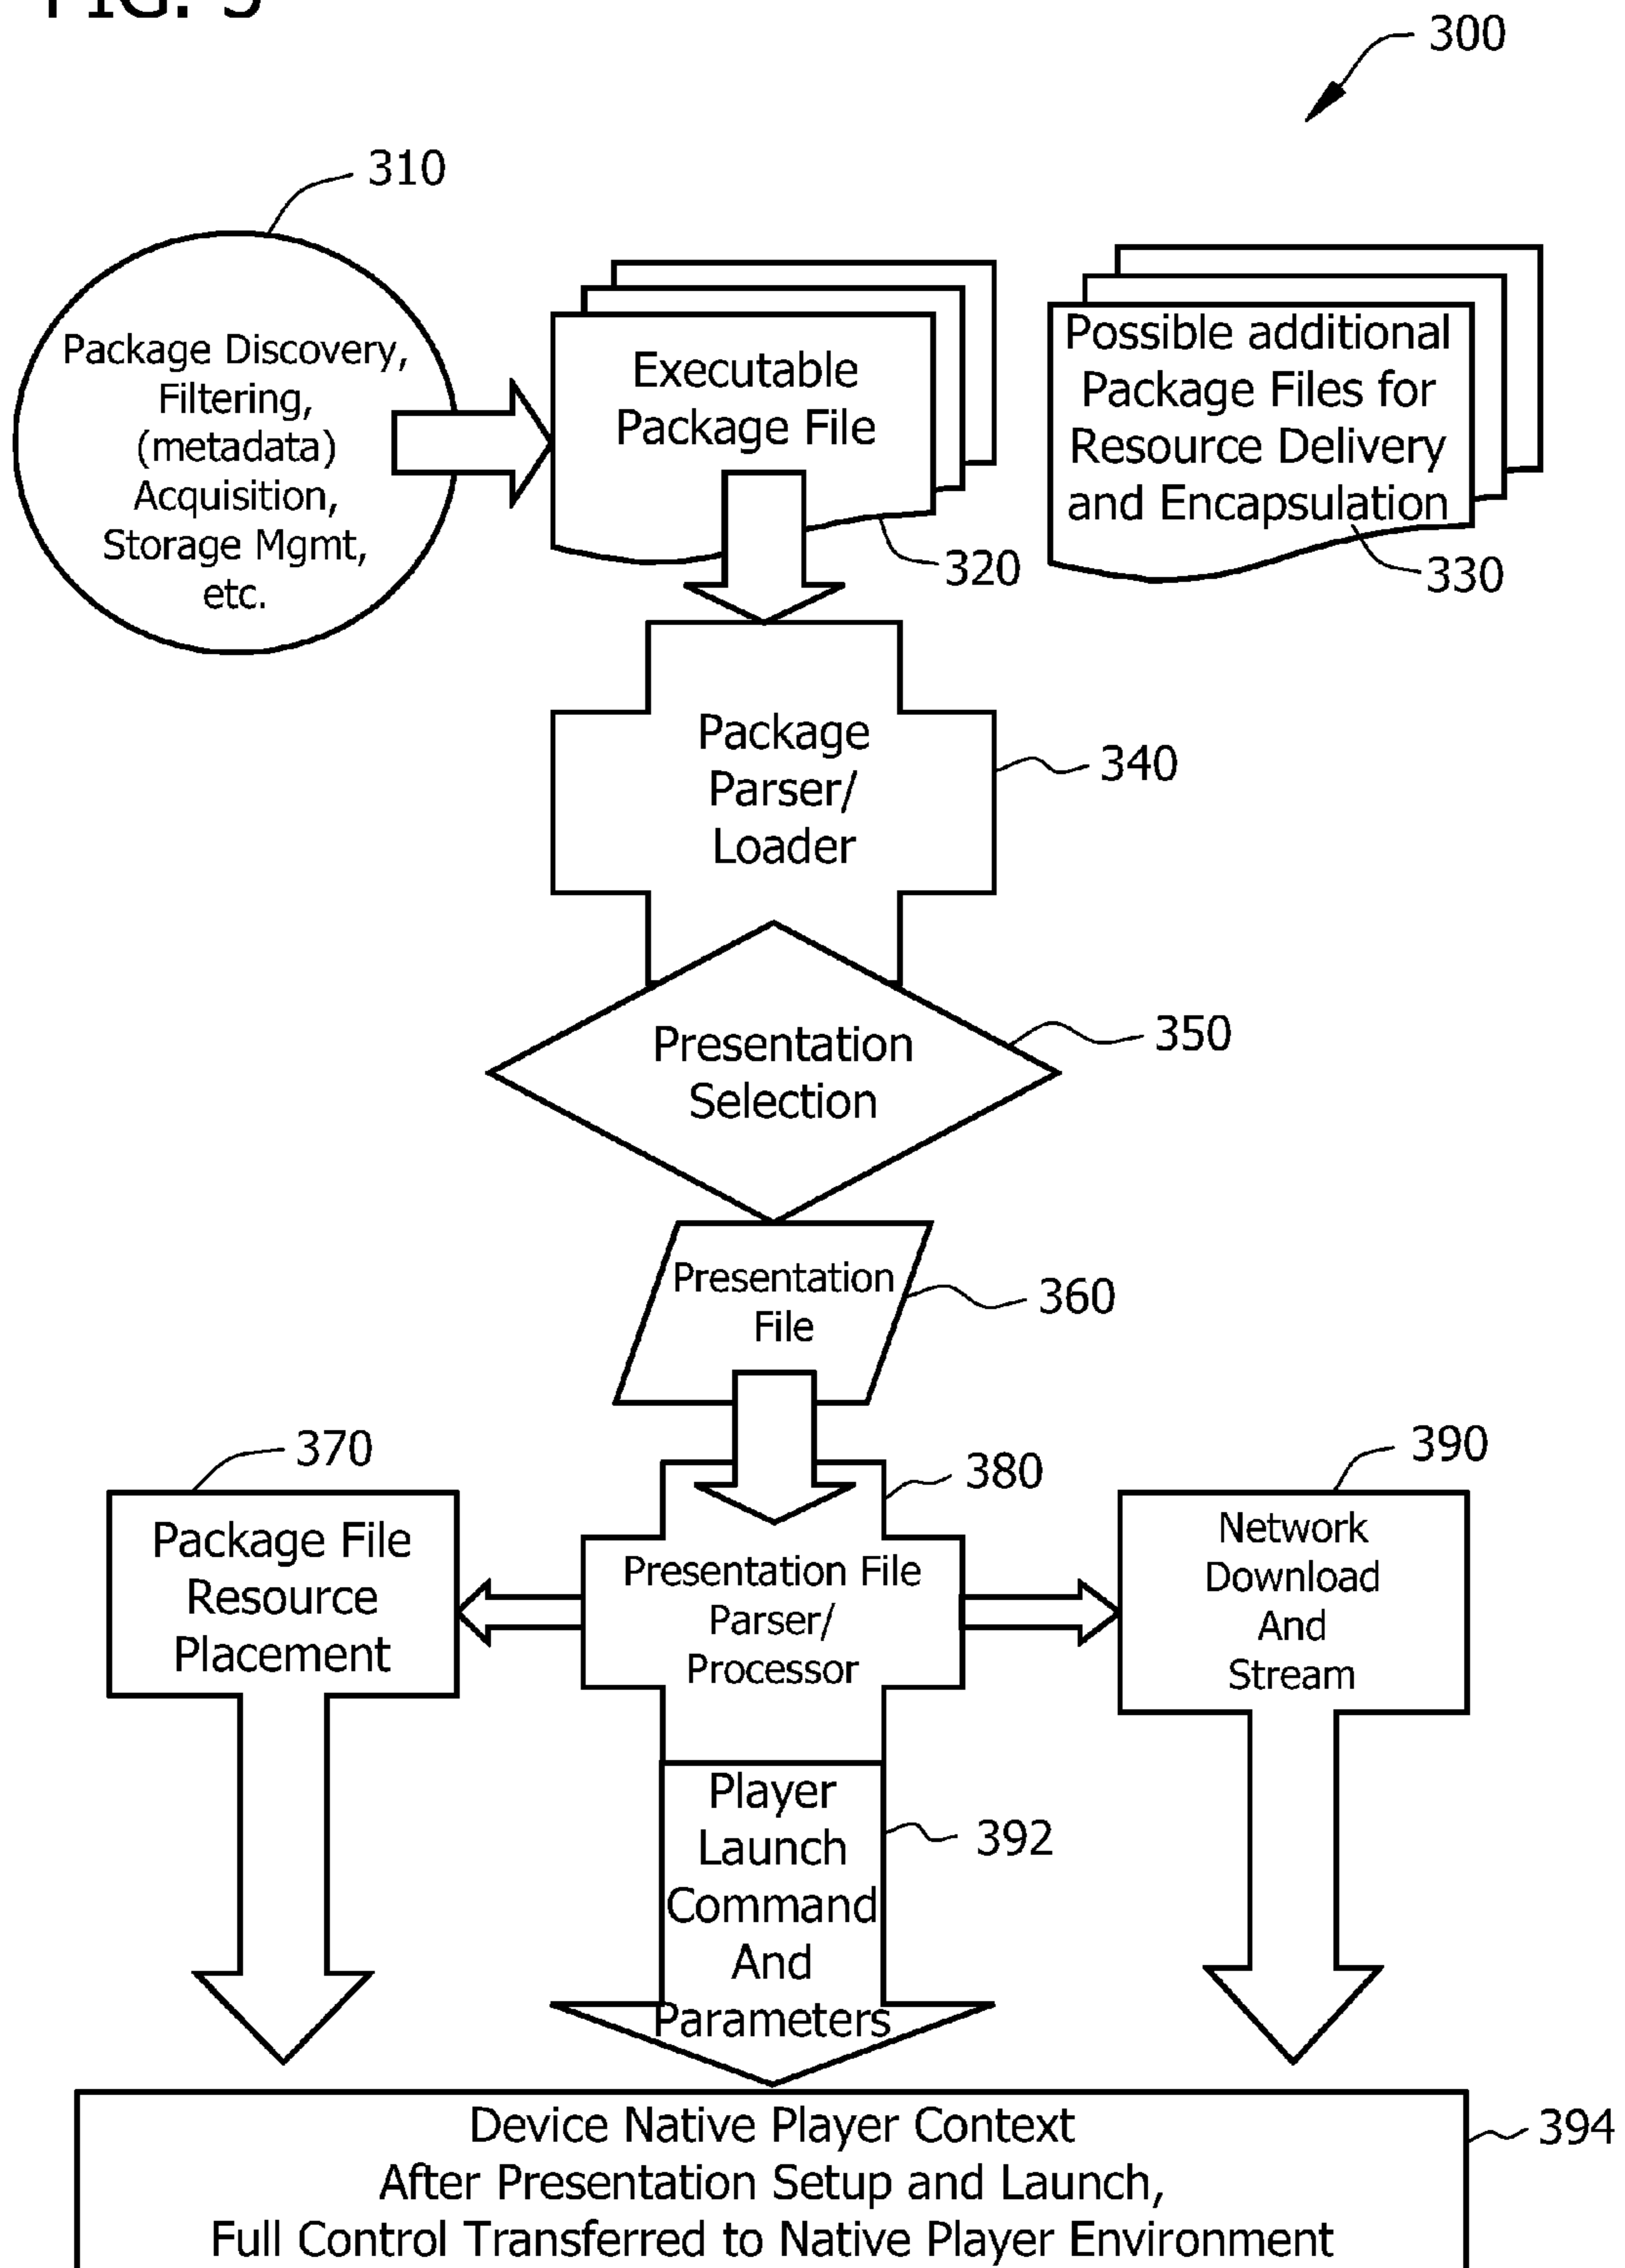 300
310
Package Discovery,
Filtering,
(metadata)
Acquisition,
Storage Mgmt,
etc.
Executable
Package File
320
Possible additional
Package Files for
Resource Delivery
and Encapsulation
330
Package
Parser/
Loader
340
Presentation
Selection
350
Presentation
File
360
370
Package File
Resource
Placement
380
Presentation File
Parser/
Processor
390
Network
Download
And
Stream
Player
Launch
Command
And
Parameters
392
Device Native Player Context
After Presentation Setup and Launch,
Full Control Transferred to Native Player Environment
394